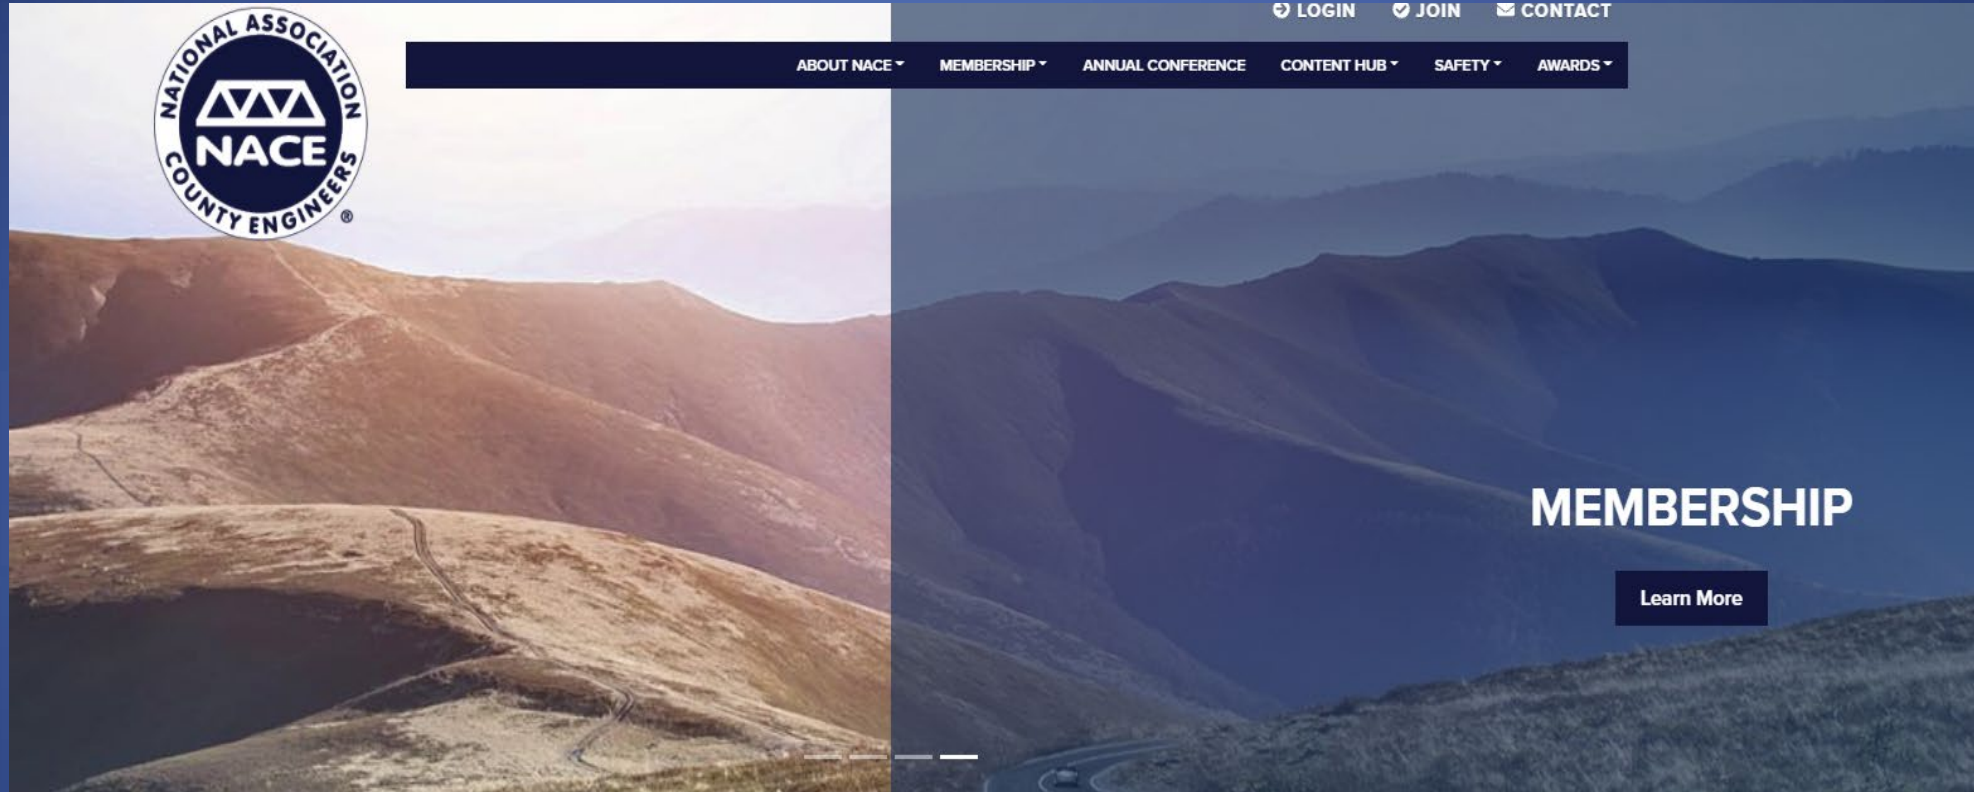 NATIONAL ASSOCIATION
NACE
COUNTY ENGINEERS
®
LOGIN JOIN CONTACT
ABOUT NACE MEMBERSHIP ANNUAL CONFERENCE CONTENT HUB SAFETY AWARDS
MEMBERSHIP
Learn More